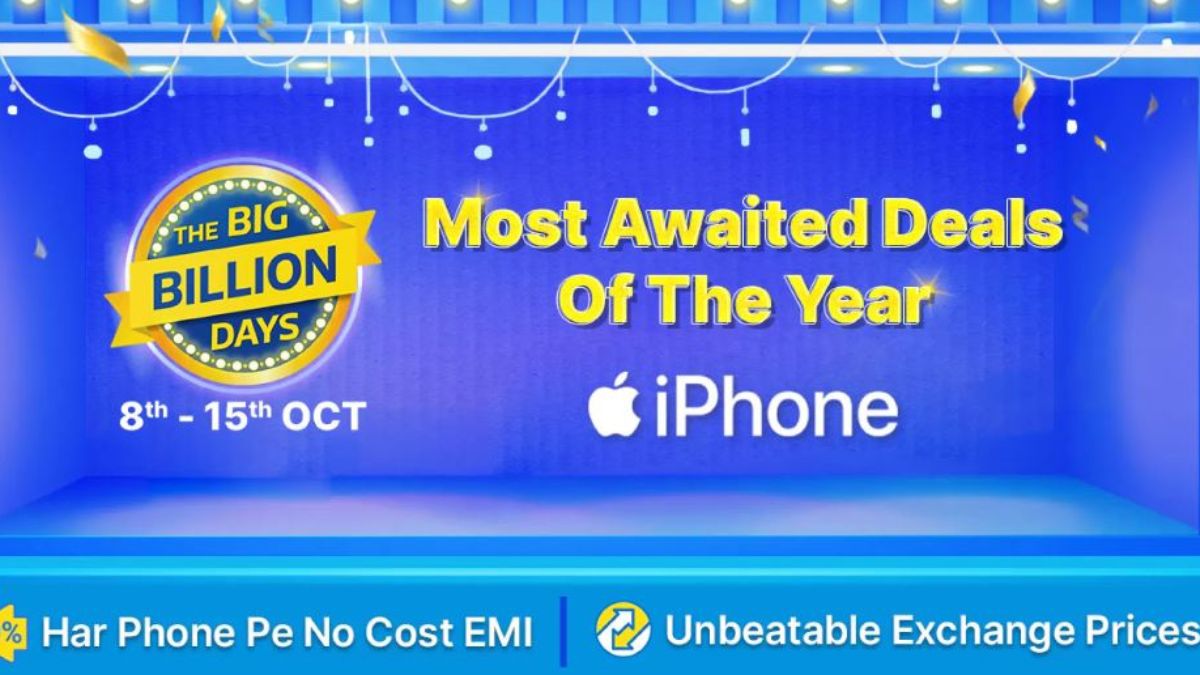 THE BIG
BILLION
DAYS
8th - 15th OCT
Most Awaited Deals
Of The Year
iPhone
%
Har Phone Pe No Cost EMI
Unbeatable Exchange Prices